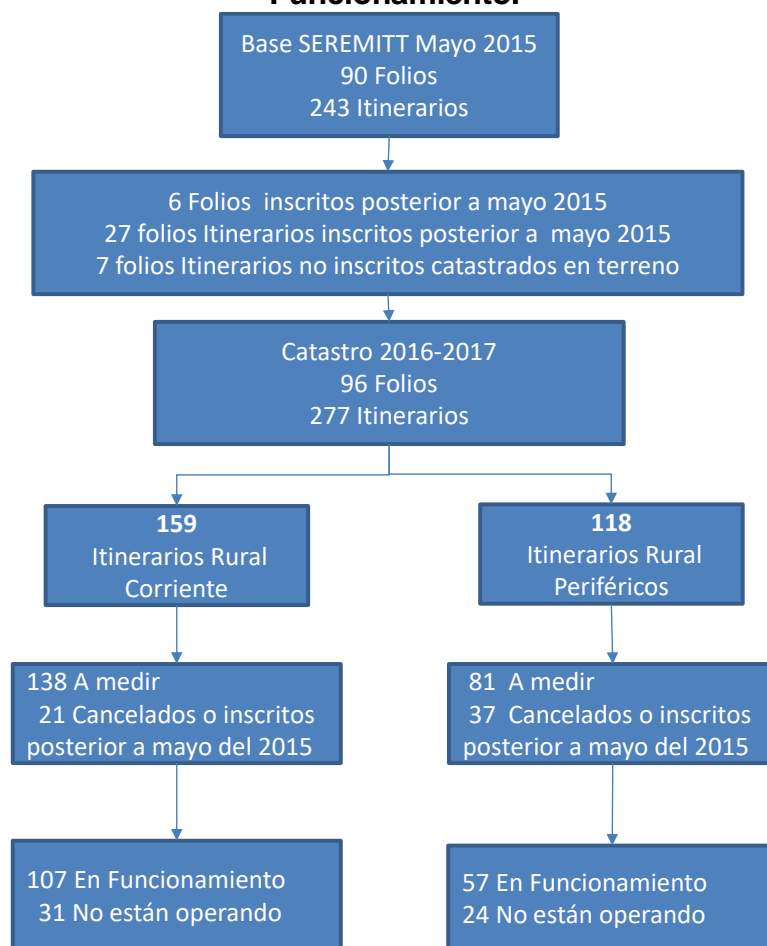 Funcionamiento.
Base SEREMITT Mayo 2015
90 Folios
243 Itinerarios
6 Folios inscritos posterior a mayo 2015
27 folios Itinerarios inscritos posterior a mayo 2015
7 folios Itinerarios no inscritos catastrados en terreno
Catastro 2016-2017
96 Folios
277 Itinerarios
159
Itinerarios Rural
Corriente
118
Itinerarios Rural
Periféricos
138 A medir
21 Cancelados o inscritos
posterior a mayo del 2015
81 A medir
37 Cancelados o inscritos
posterior a mayo del 2015
107 En Funcionamiento
31 No están operando
57 En Funcionamiento
24 No están operando